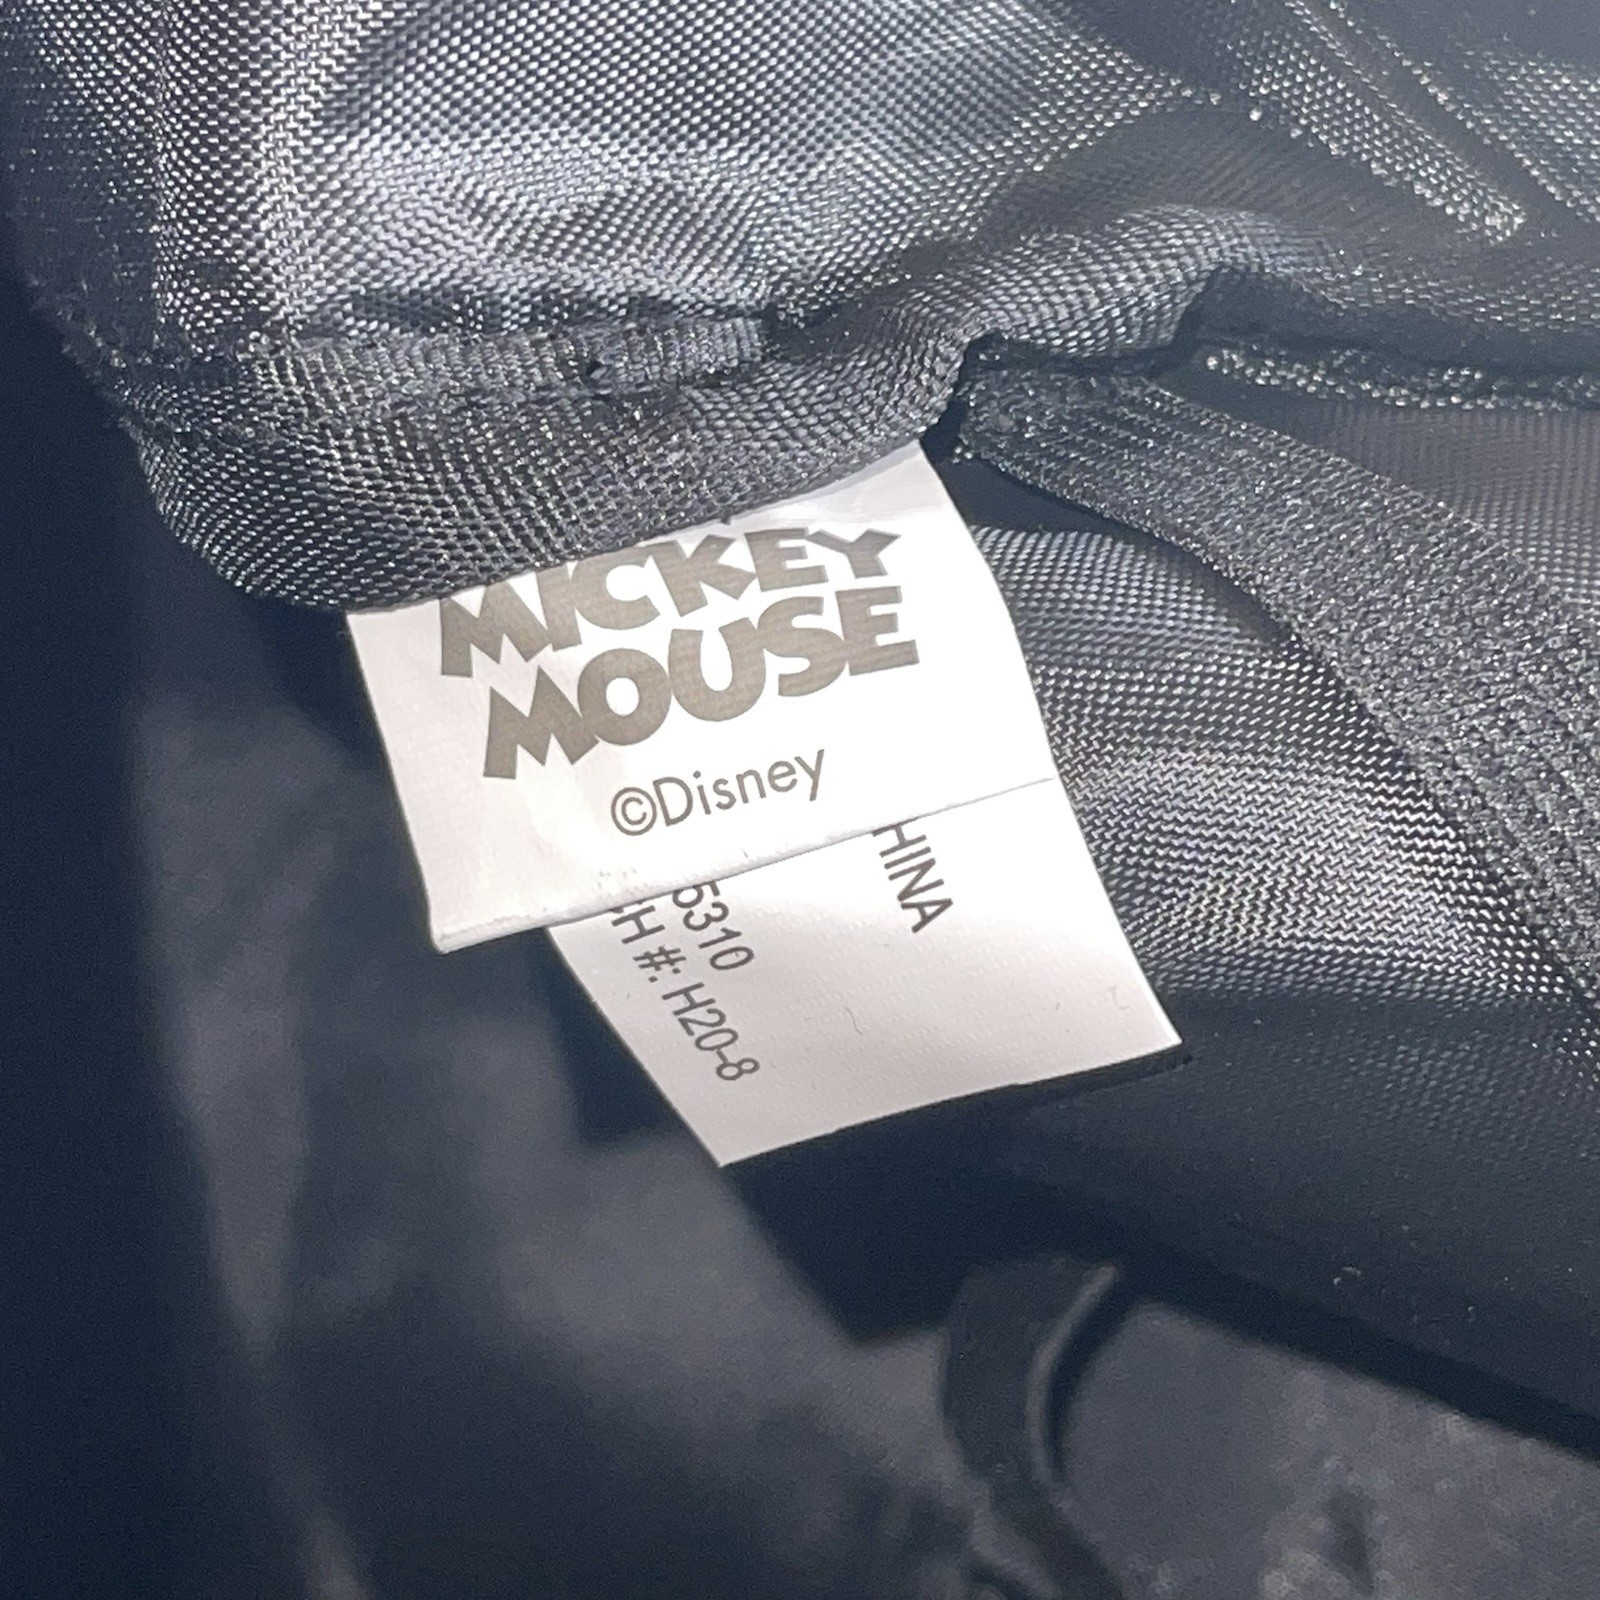 MICKEY
MOUSE
©Disney
HINA
5310
H #: H20-8